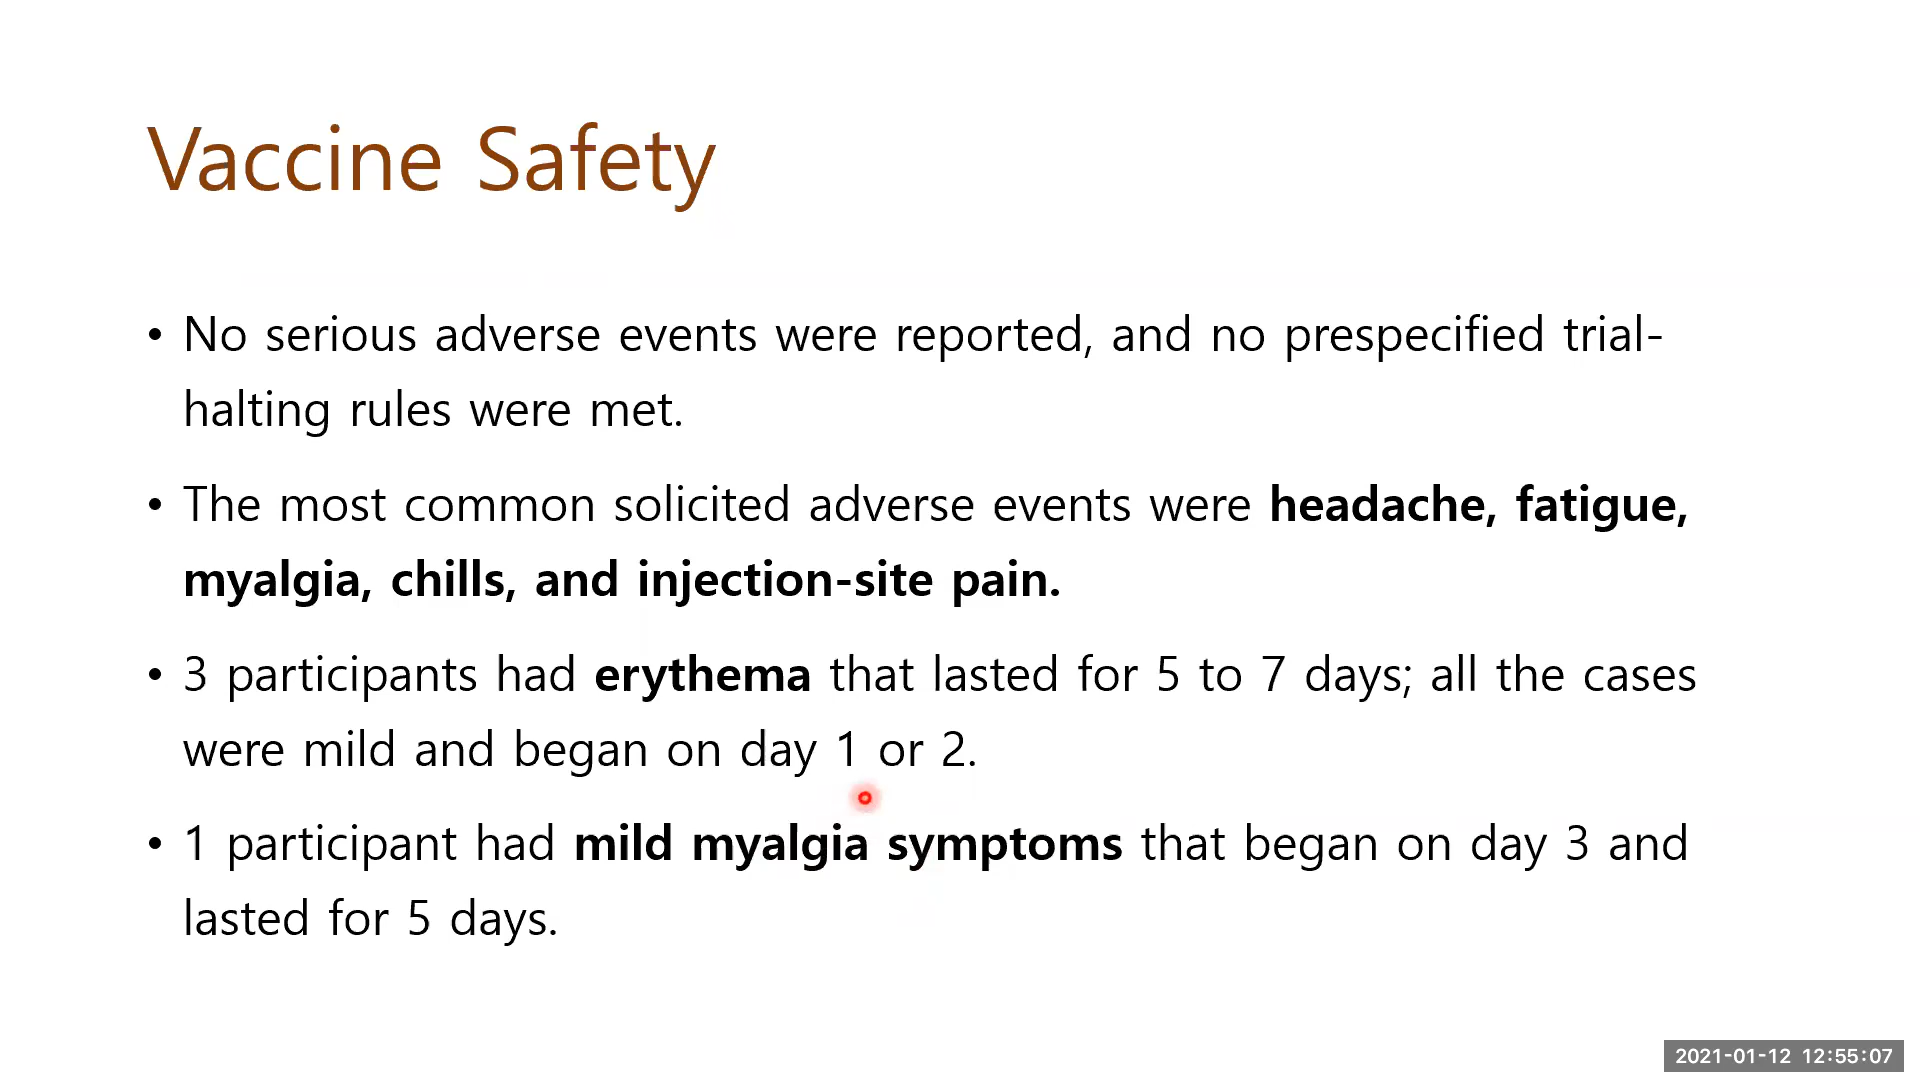 Vaccine Safety
• No serious adverse events were reported, and no prespecified trial-
halting rules were met.
• The most common solicited adverse events were headache, fatigue,
myalgia, chills, and injection-site pain.
• 3 participants had erythema that lasted for 5 to 7 days; all the cases
were mild and began on day 1 or 2.
• 1 participant had mild myalgia symptoms that began on day 3 and
lasted for 5 days.
2021-01-12 12:55:07